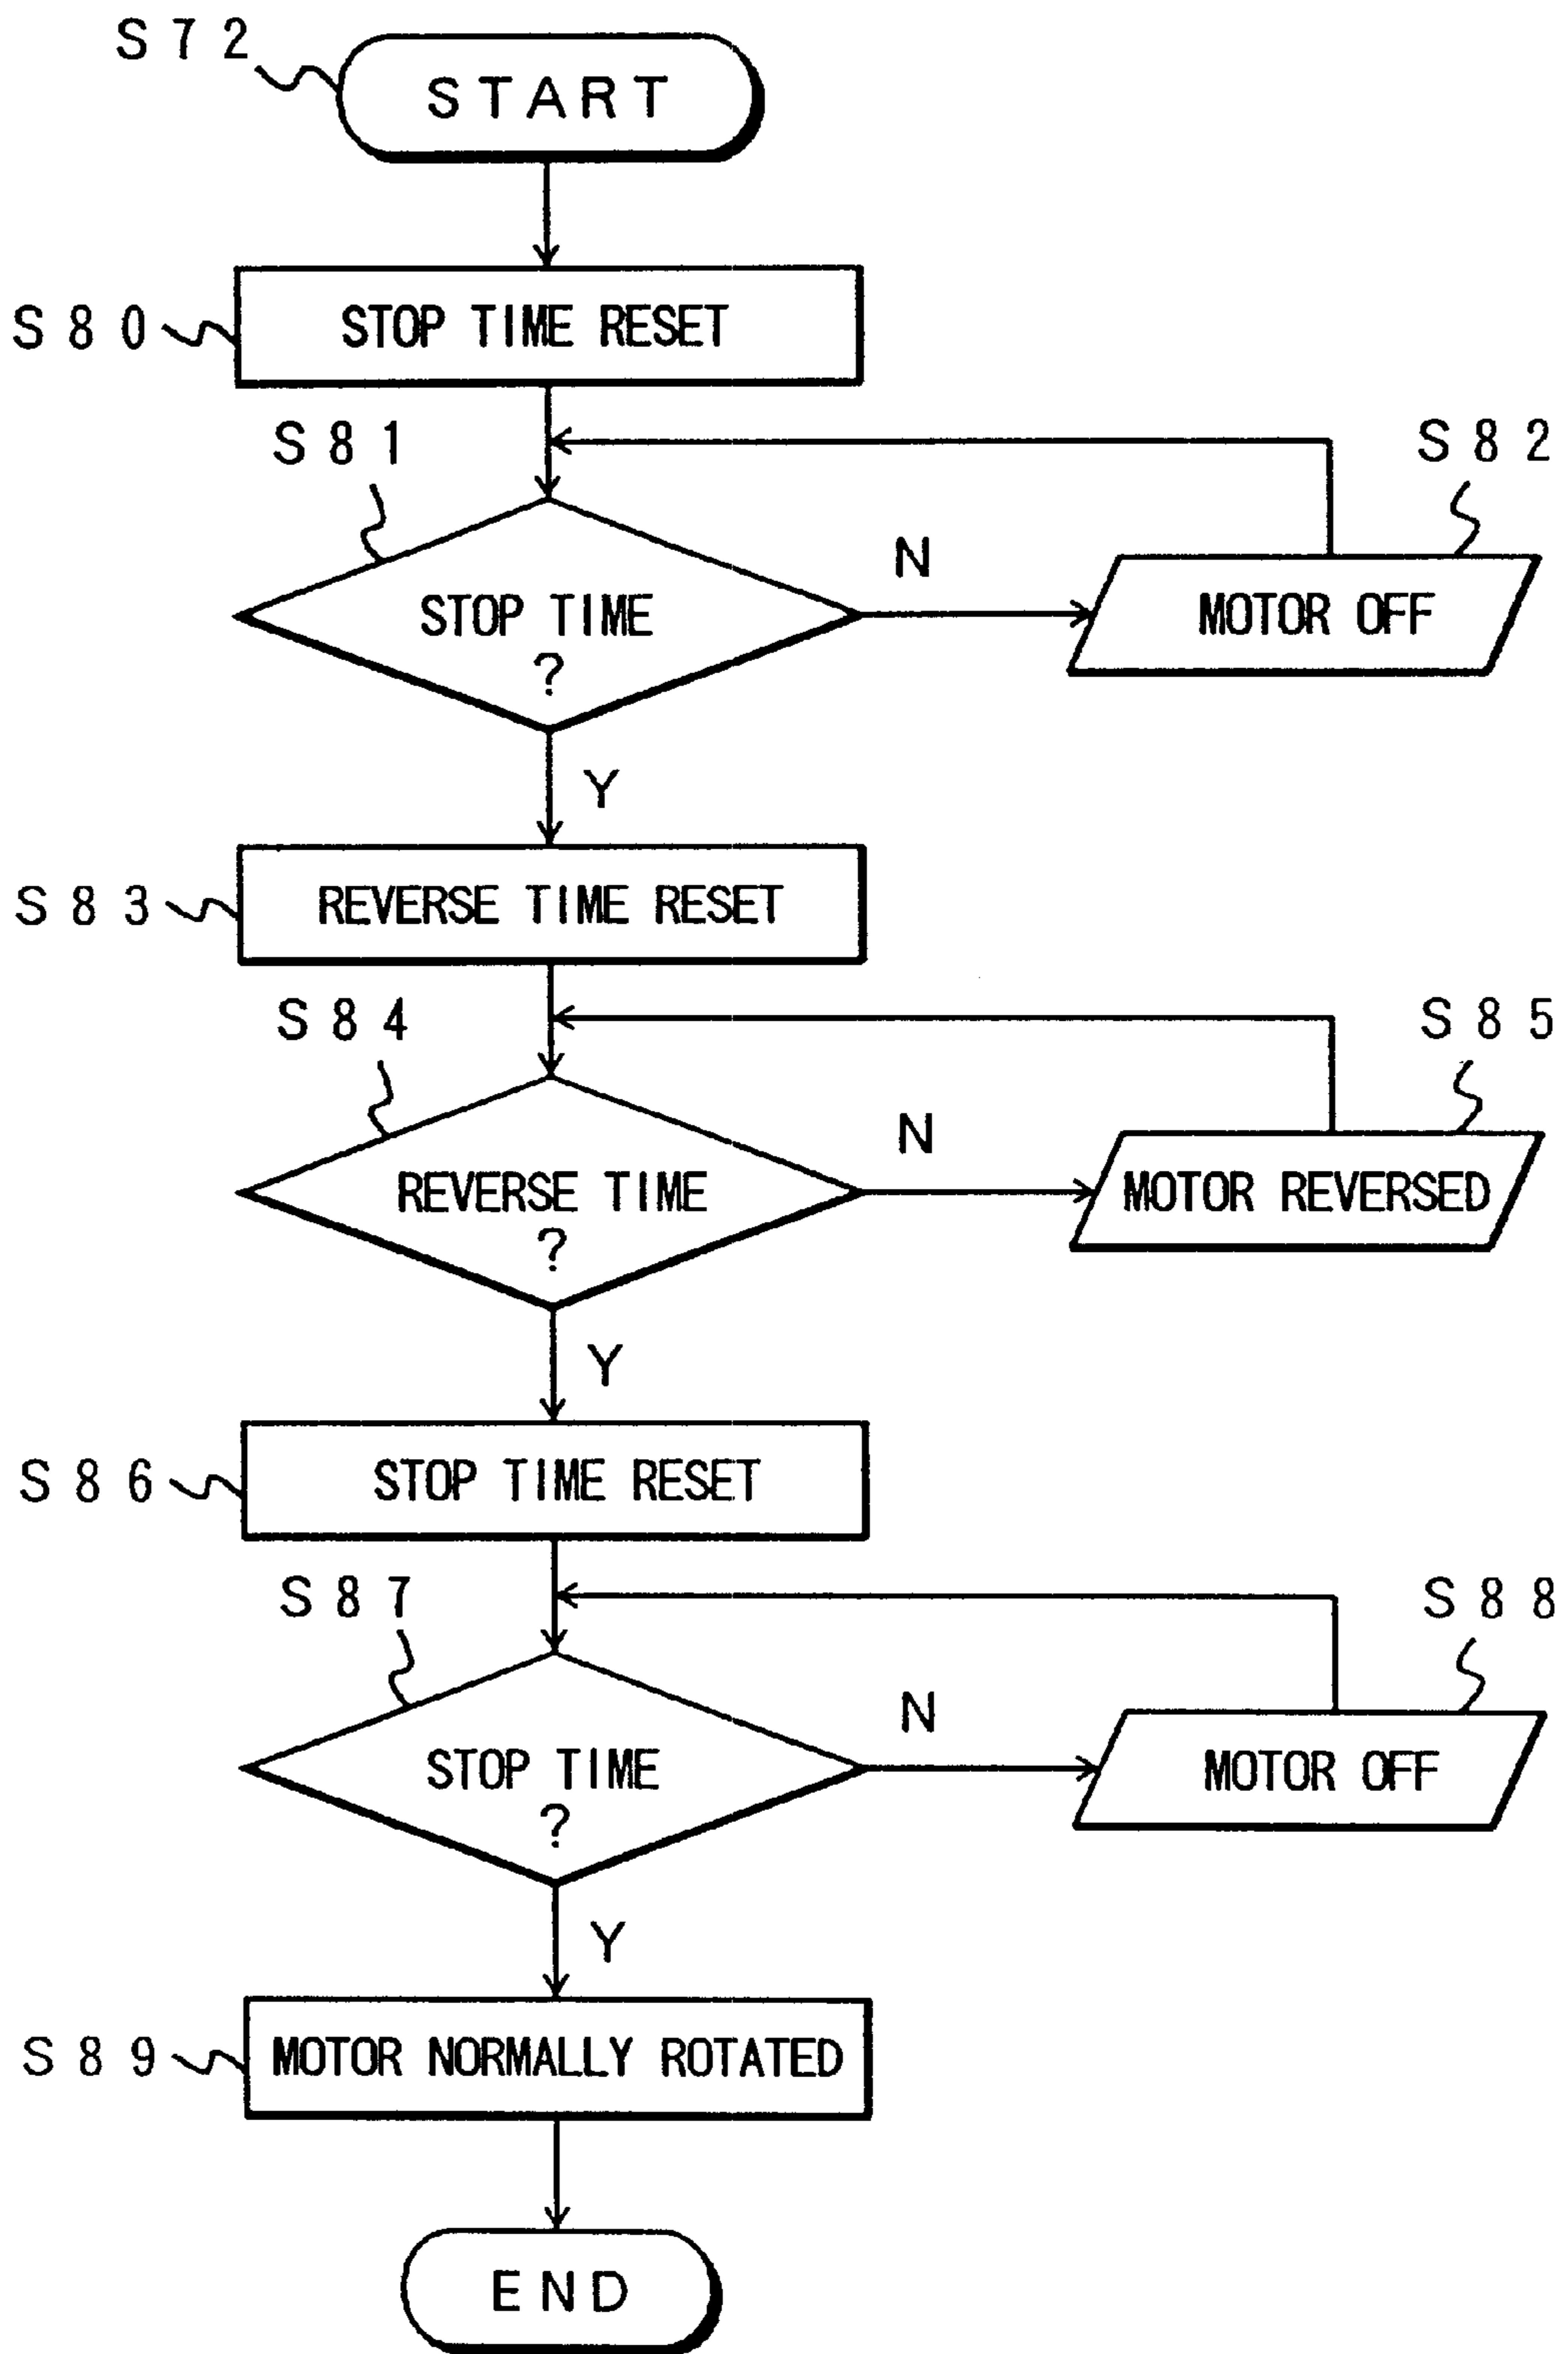 S72
START
S80
STOP TIME RESET
S81
S82
N
STOP TIME
?
MOTOR OFF
Y
S83
REVERSE TIME RESET
S84
S85
N
REVERSE TIME
?
MOTOR REVERSED
Y
S86
STOP TIME RESET
S87
S88
N
STOP TIME
?
MOTOR OFF
Y
S89
MOTOR NORMALLY ROTATED
END